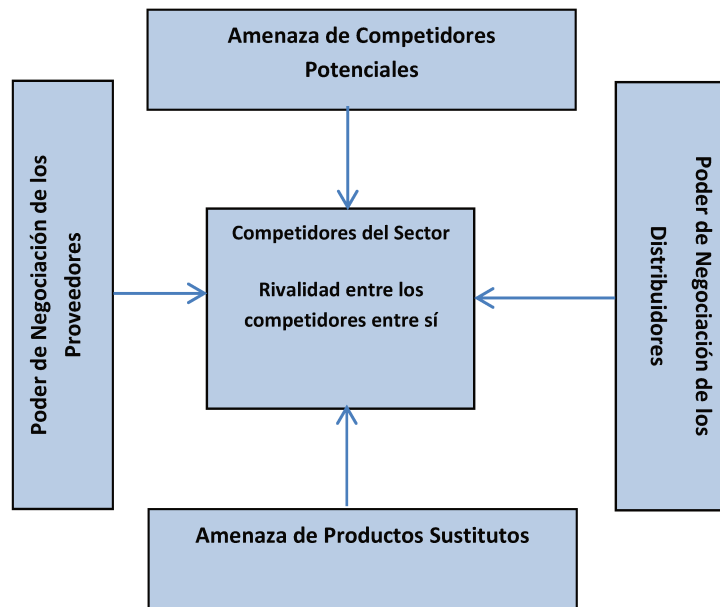 Amenaza de Competidores
Potenciales
Poder de Negociación de los
Proveedores
Competidores del Sector
Rivalidad entre los
competidores entre sí
Poder de Negociación de los
Distribuidores
Amenaza de Productos Sustitutos